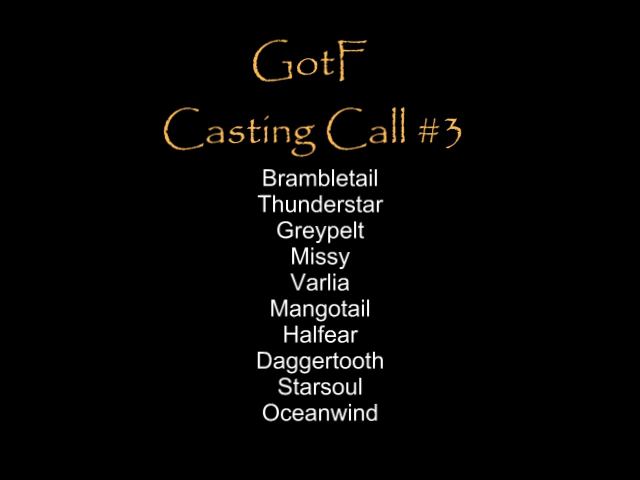 GotF
Casting Call #3
Brambletail
Thunderstar
Greypelt
Missy
Varlia
Mangotail
Halfear
Daggertooth
Starsoul
Oceanwind